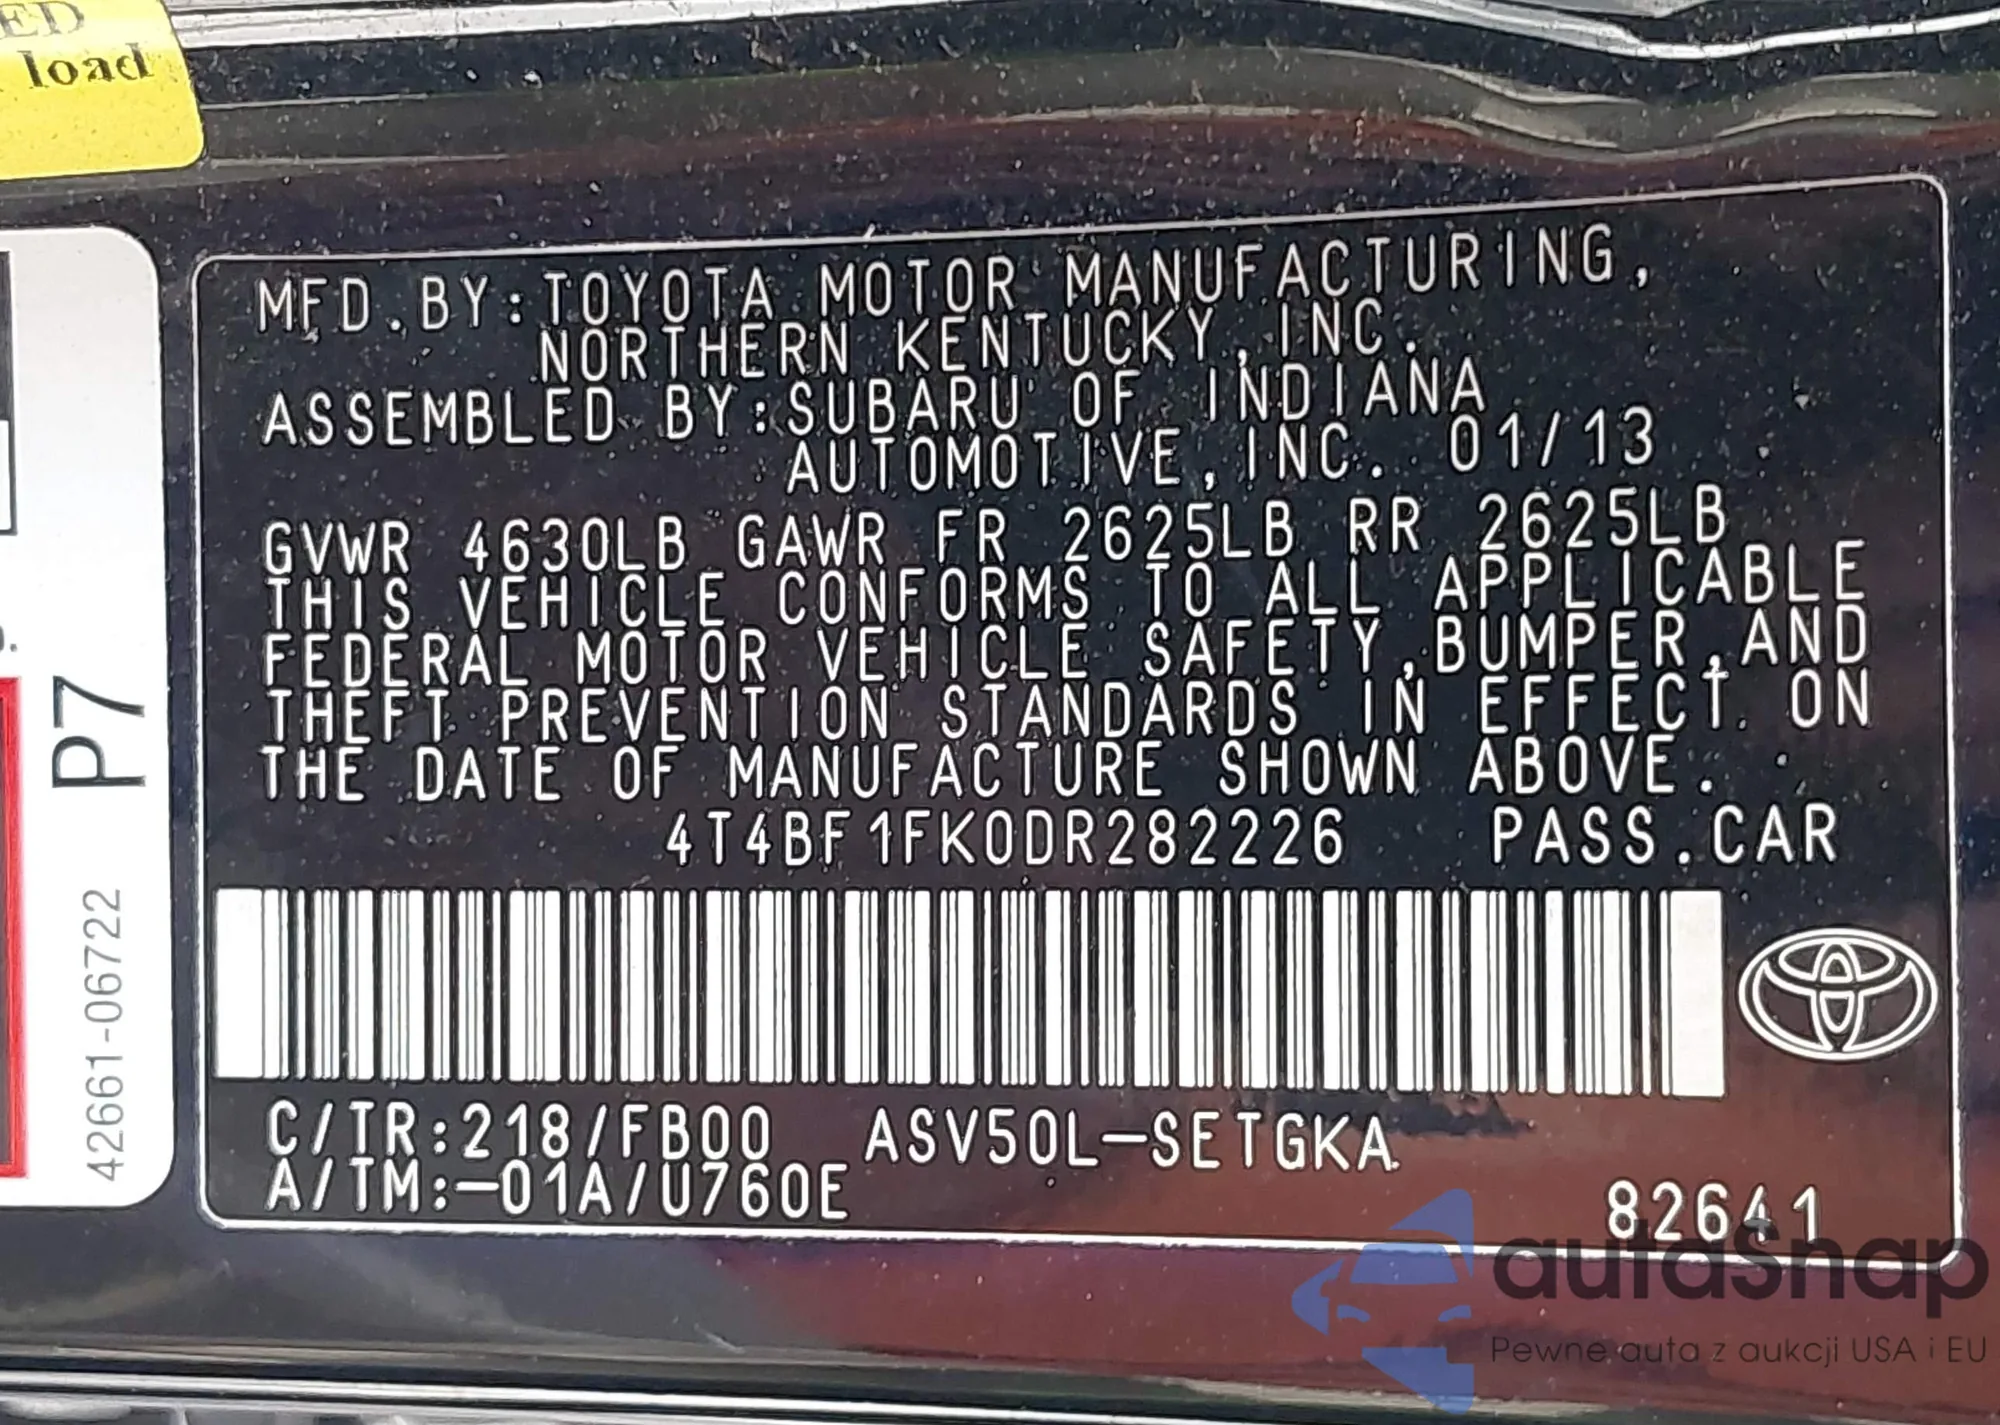 ED
load
P7
42661-06722
MFD.BY:TOYOTA MOTOR MANUFACTURING,
NORTHERN KENTUCKY,INC.
ASSEMBLED BY:SUBARU OF INDIANA
AUTOMOTIVE,INC. 01/13
GVWR 4630LB GAWR FR 2625LB RR 2625LB
THIS VEHICLE CONFORMS TO ALL APPLICABLE
FEDERAL MOTOR VEHICLE SAFETY,BUMPER,AND
THEFT PREVENTION STANDARDS IN EFFECT ON
THE DATE OF MANUFACTURE SHOWN ABOVE.
4T4BF1FK0DR282226 PASS.CAR
C/TR:218/FB00 ASV50L-SETGKA
A/TM:-01A/U760E
82641
autasnap
Pewne auta z aukcji USA i EU